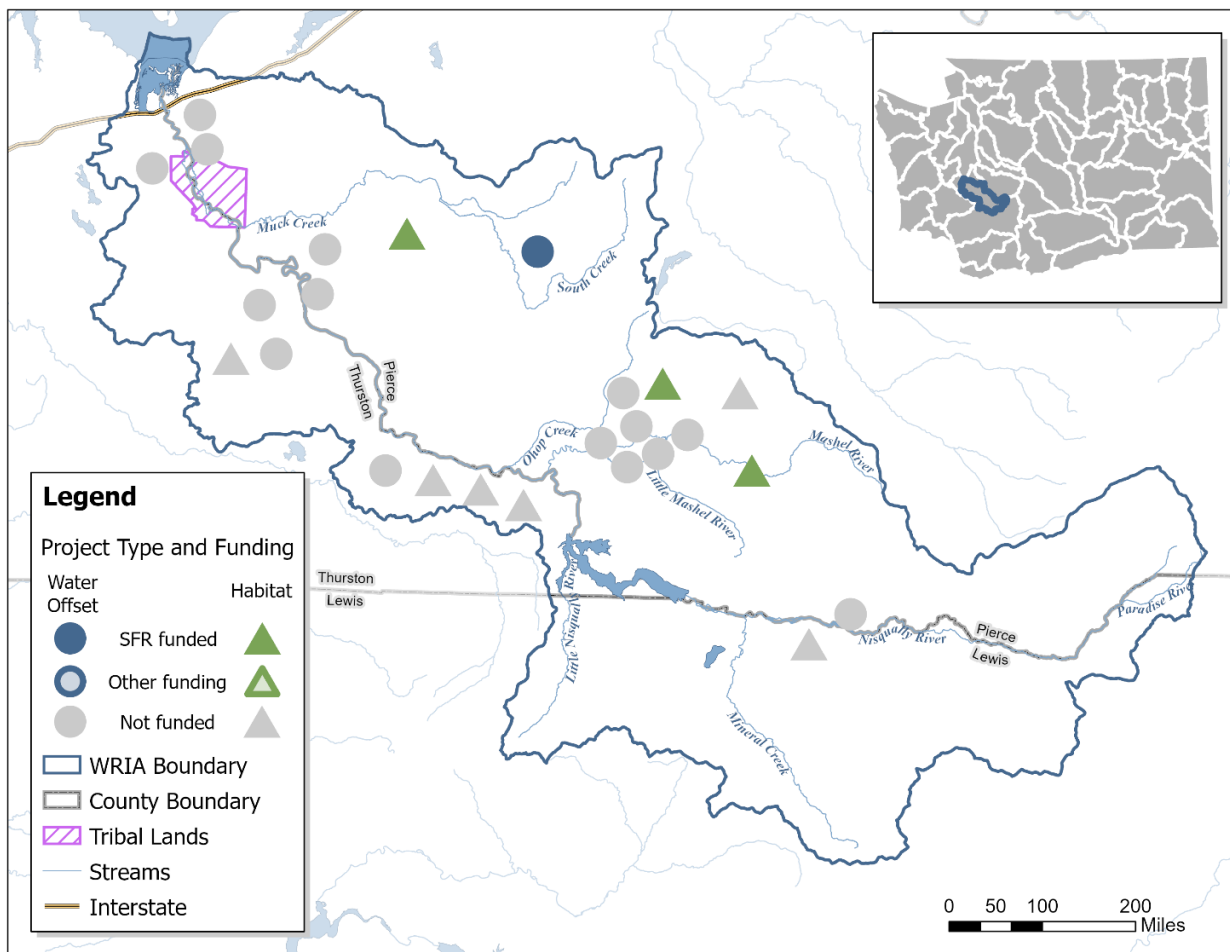 Muck Creek
South Creek
Pierce
Thurston
Ohop Creek
Mashel River
Little Mashel River
Thurston
Lewis
Little Nisqually River
Nisqually River
Pierce
Lewis
Paradise River
Mineral Creek
Legend
Project Type and Funding
Water Offset
Habitat
SFR funded
Other funding
Not funded
WRIA Boundary
County Boundary
Tribal Lands
Streams
Interstate
0 50 100 200
Miles